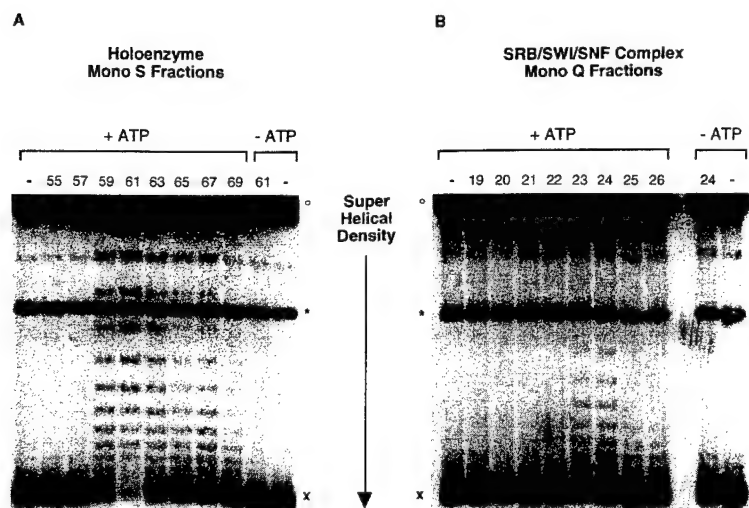 A
Holoenzyme
Mono S Fractions
+ ATP
- ATP
- 55 57 59 61 63 65 67 69 61 -
o
*
x
Super
Helical
Density
B
SRB/SWI/SNF Complex
Mono Q Fractions
+ ATP
- ATP
- 19 20 21 22 23 24 25 26 24 -
o
*
x